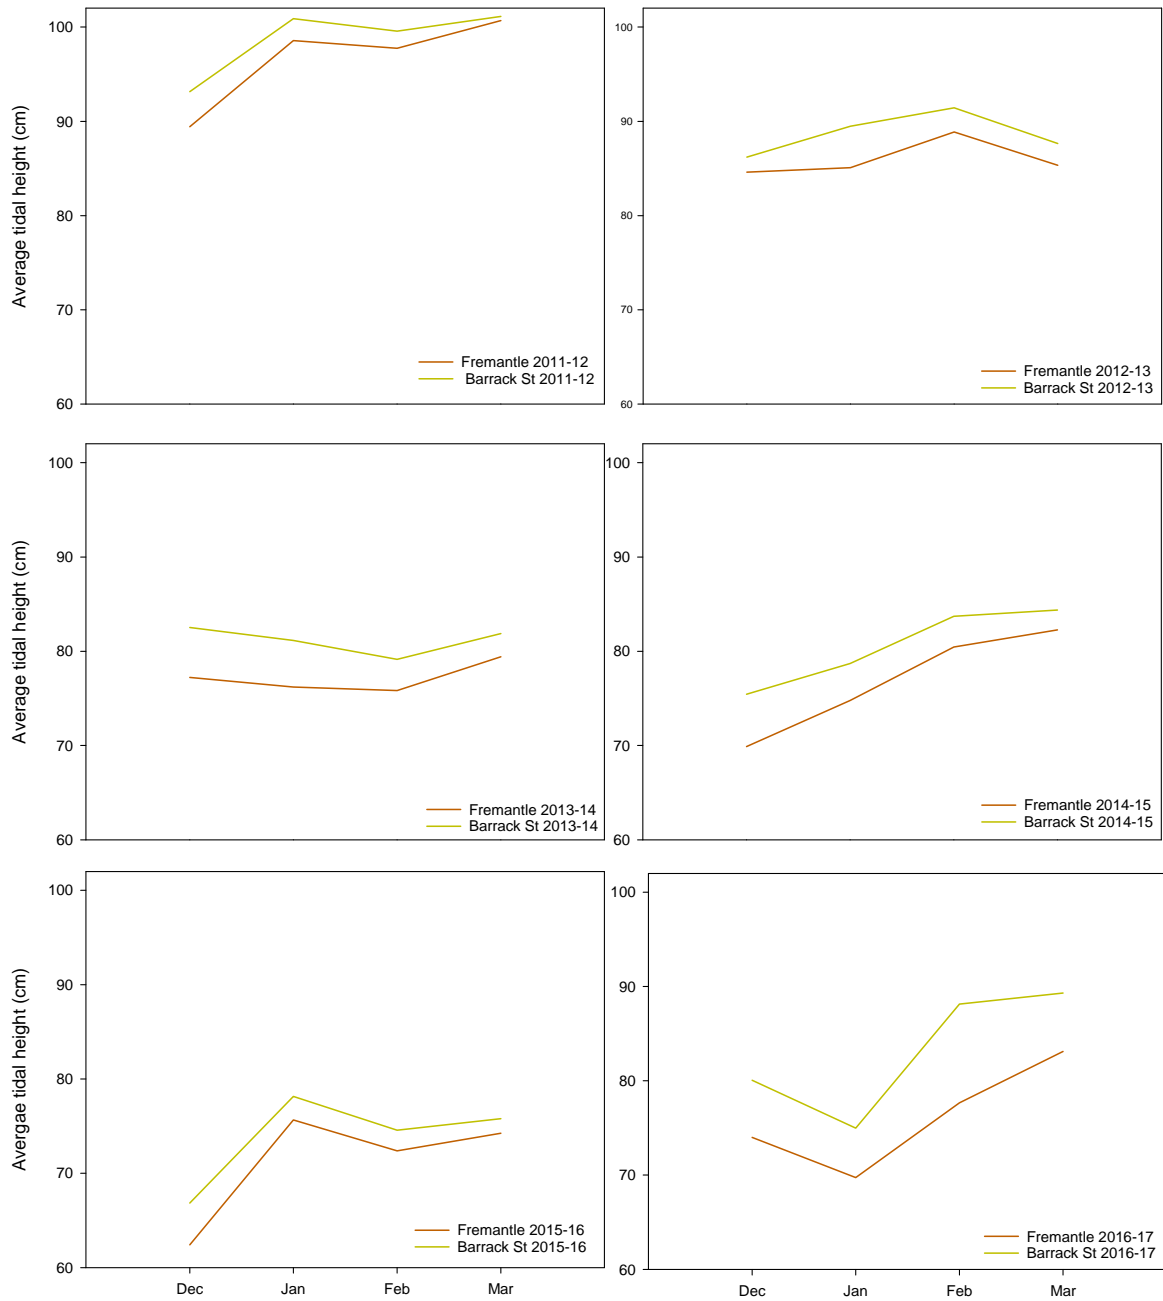 100
90
80
70
60
Average tidal height (cm)
Fremantle 2011-12
Barrack St 2011-12
100
90
80
70
60
Fremantle 2012-13
Barrack St 2012-13
100
90
80
70
60
Average tidal height (cm)
Fremantle 2013-14
Barrack St 2013-14
100
90
80
70
60
Fremantle 2014-15
Barrack St 2014-15
100
90
80
70
60
Avergae tidal height (cm)
Fremantle 2015-16
Barrack St 2015-16
Dec Jan Feb Mar
100
90
80
70
60
Fremantle 2016-17
Barrack St 2016-17
Dec Jan Feb Mar